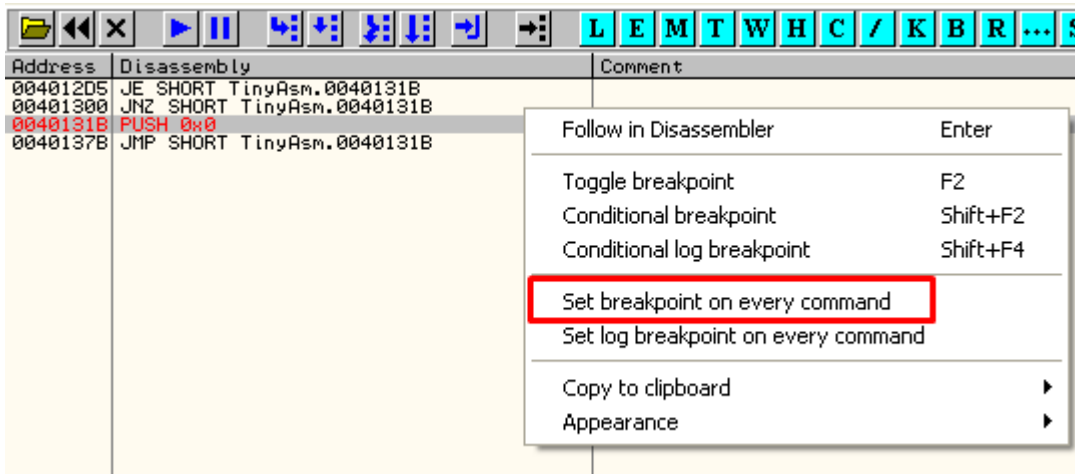 L E M T W H C / K B R ... S
Address Disassembly Comment
004012D5 JE SHORT TinyAsm.0040131B
00401300 JNZ SHORT TinyAsm.0040131B
0040131B PUSH 0x0
0040137B JMP SHORT TinyAsm.0040131B
Follow in Disassembler Enter
Toggle breakpoint F2
Conditional breakpoint Shift+F2
Conditional log breakpoint Shift+F4
Set breakpoint on every command
Set log breakpoint on every command
Copy to clipboard
Appearance